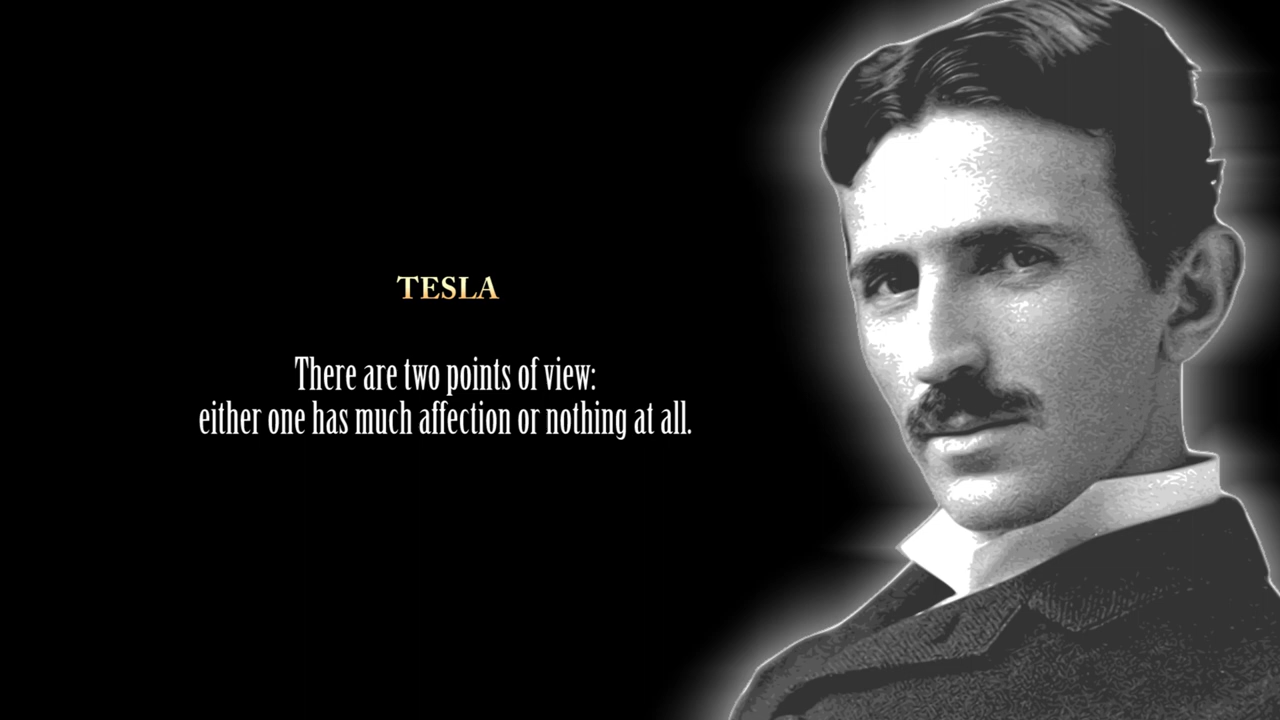 TESLA
There are two points of view:
either one has much affection or nothing at all.